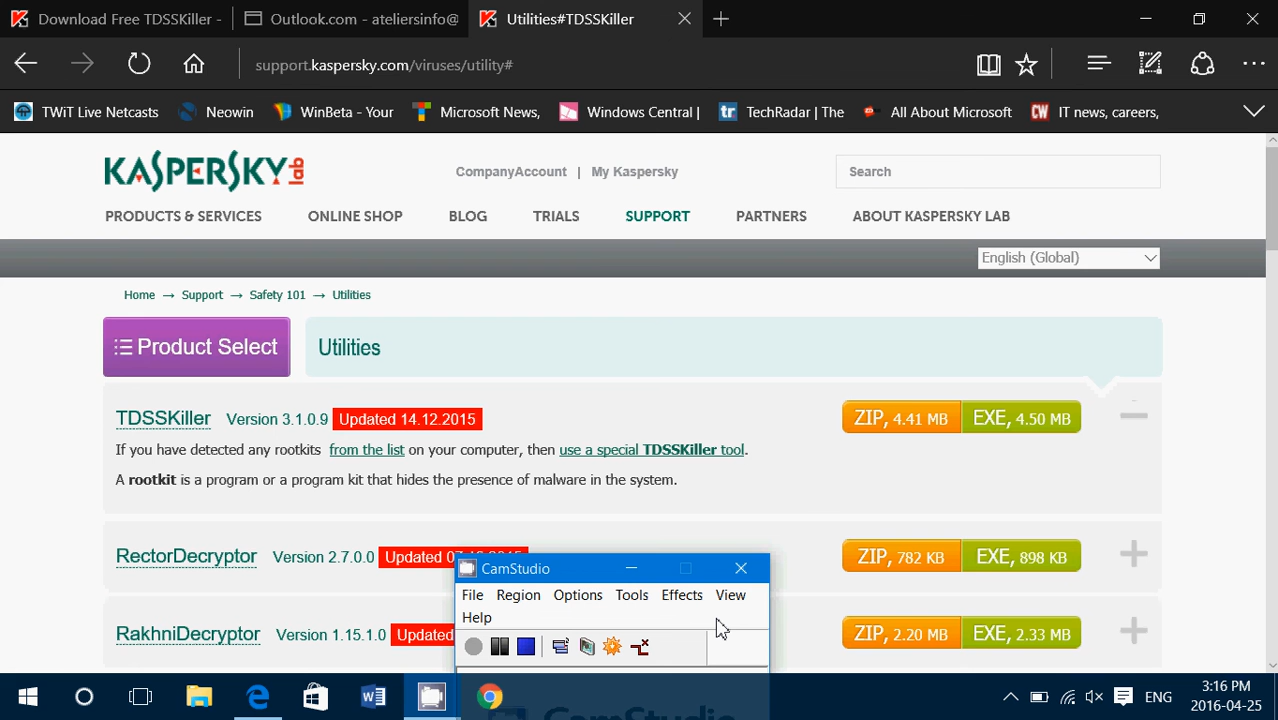 Download Free TDSSKiller -
Outlook.com - ateliersinfo@
Utilities#TDSSKiller
support.kaspersky.com/viruses/utility#
TWiT Live Netcasts
Neowin
WinBeta - Your
Microsoft News,
Windows Central |
tr
TechRadar | The
All About Microsoft
CW
IT news, careers,
KASPERSKY lab
CompanyAccount | My Kaspersky
Search
PRODUCTS & SERVICES
ONLINE SHOP
BLOG
TRIALS
SUPPORT
PARTNERS
ABOUT KASPERSKY LAB
English (Global)
Home → Support → Safety 101 → Utilities
Product Select
Utilities
TDSSKiller Version 3.1.0.9 Updated 14.12.2015
ZIP, 4.41 MB
EXE, 4.50 MB
If you have detected any rootkits from the list on your computer, then use a special TDSSKiller tool.
A rootkit is a program or a program kit that hides the presence of malware in the system.
RectorDecryptor Version 2.7.0.0 Updated
ZIP, 782 KB
EXE, 898 KB
CamStudio
File Region Options Tools Effects View
Help
RakhniDecryptor Version 1.15.1.0 Updated
ZIP, 2.20 MB
EXE, 2.33 MB
CamStudio
ENG
3:16 PM
2016-04-25